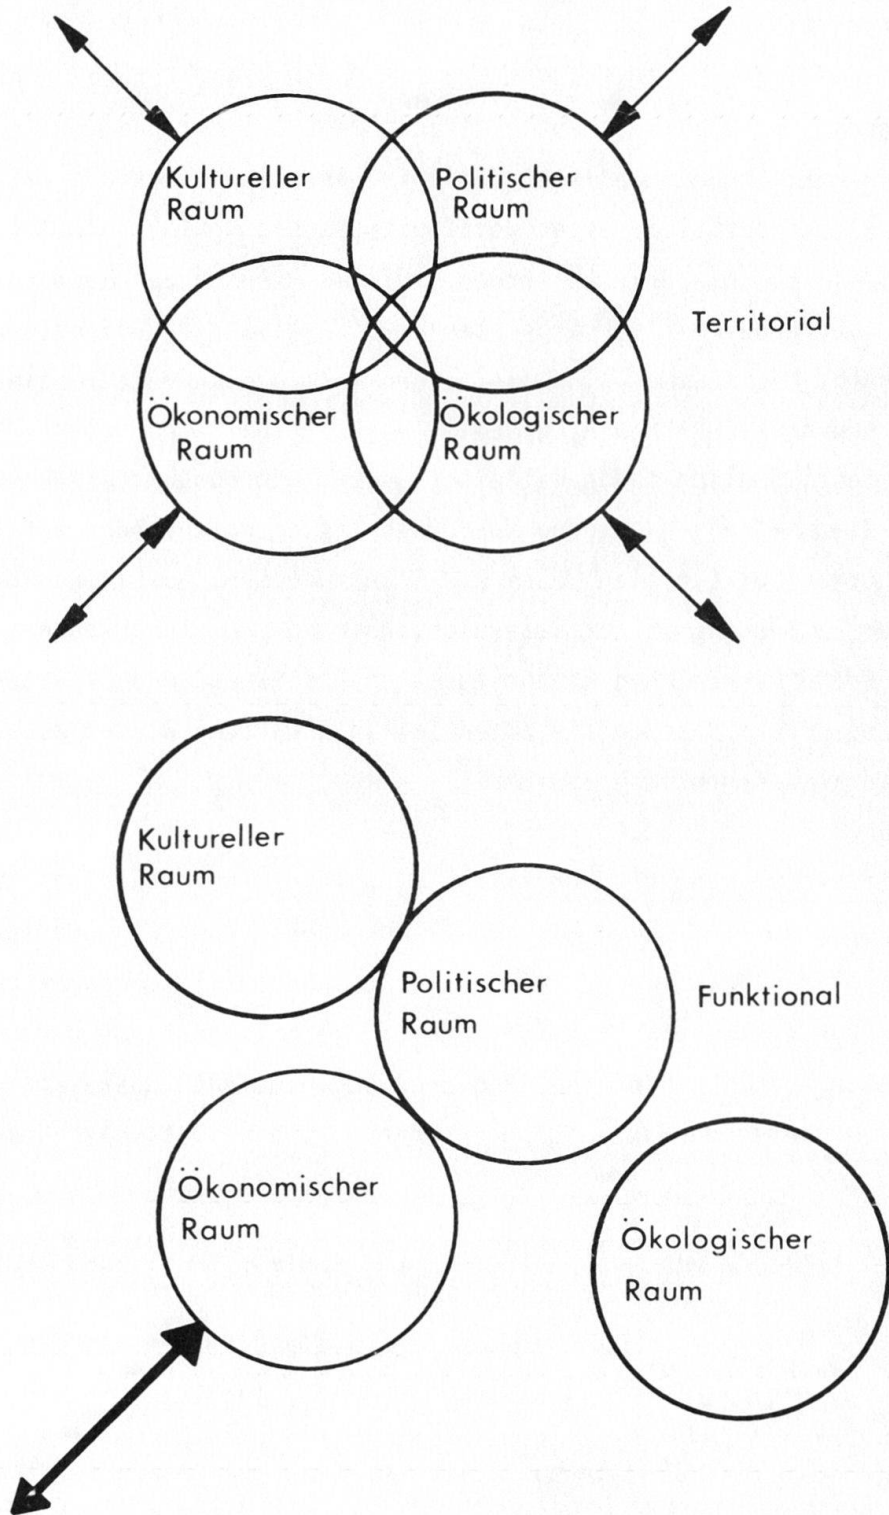 Kultureller
Raum
Politischer
Raum
Territorial
Ökonomischer
Raum
Ökologischer
Raum
Kultureller
Raum
Politischer
Raum
Funktional
Ökonomischer
Raum
Ökologischer
Raum